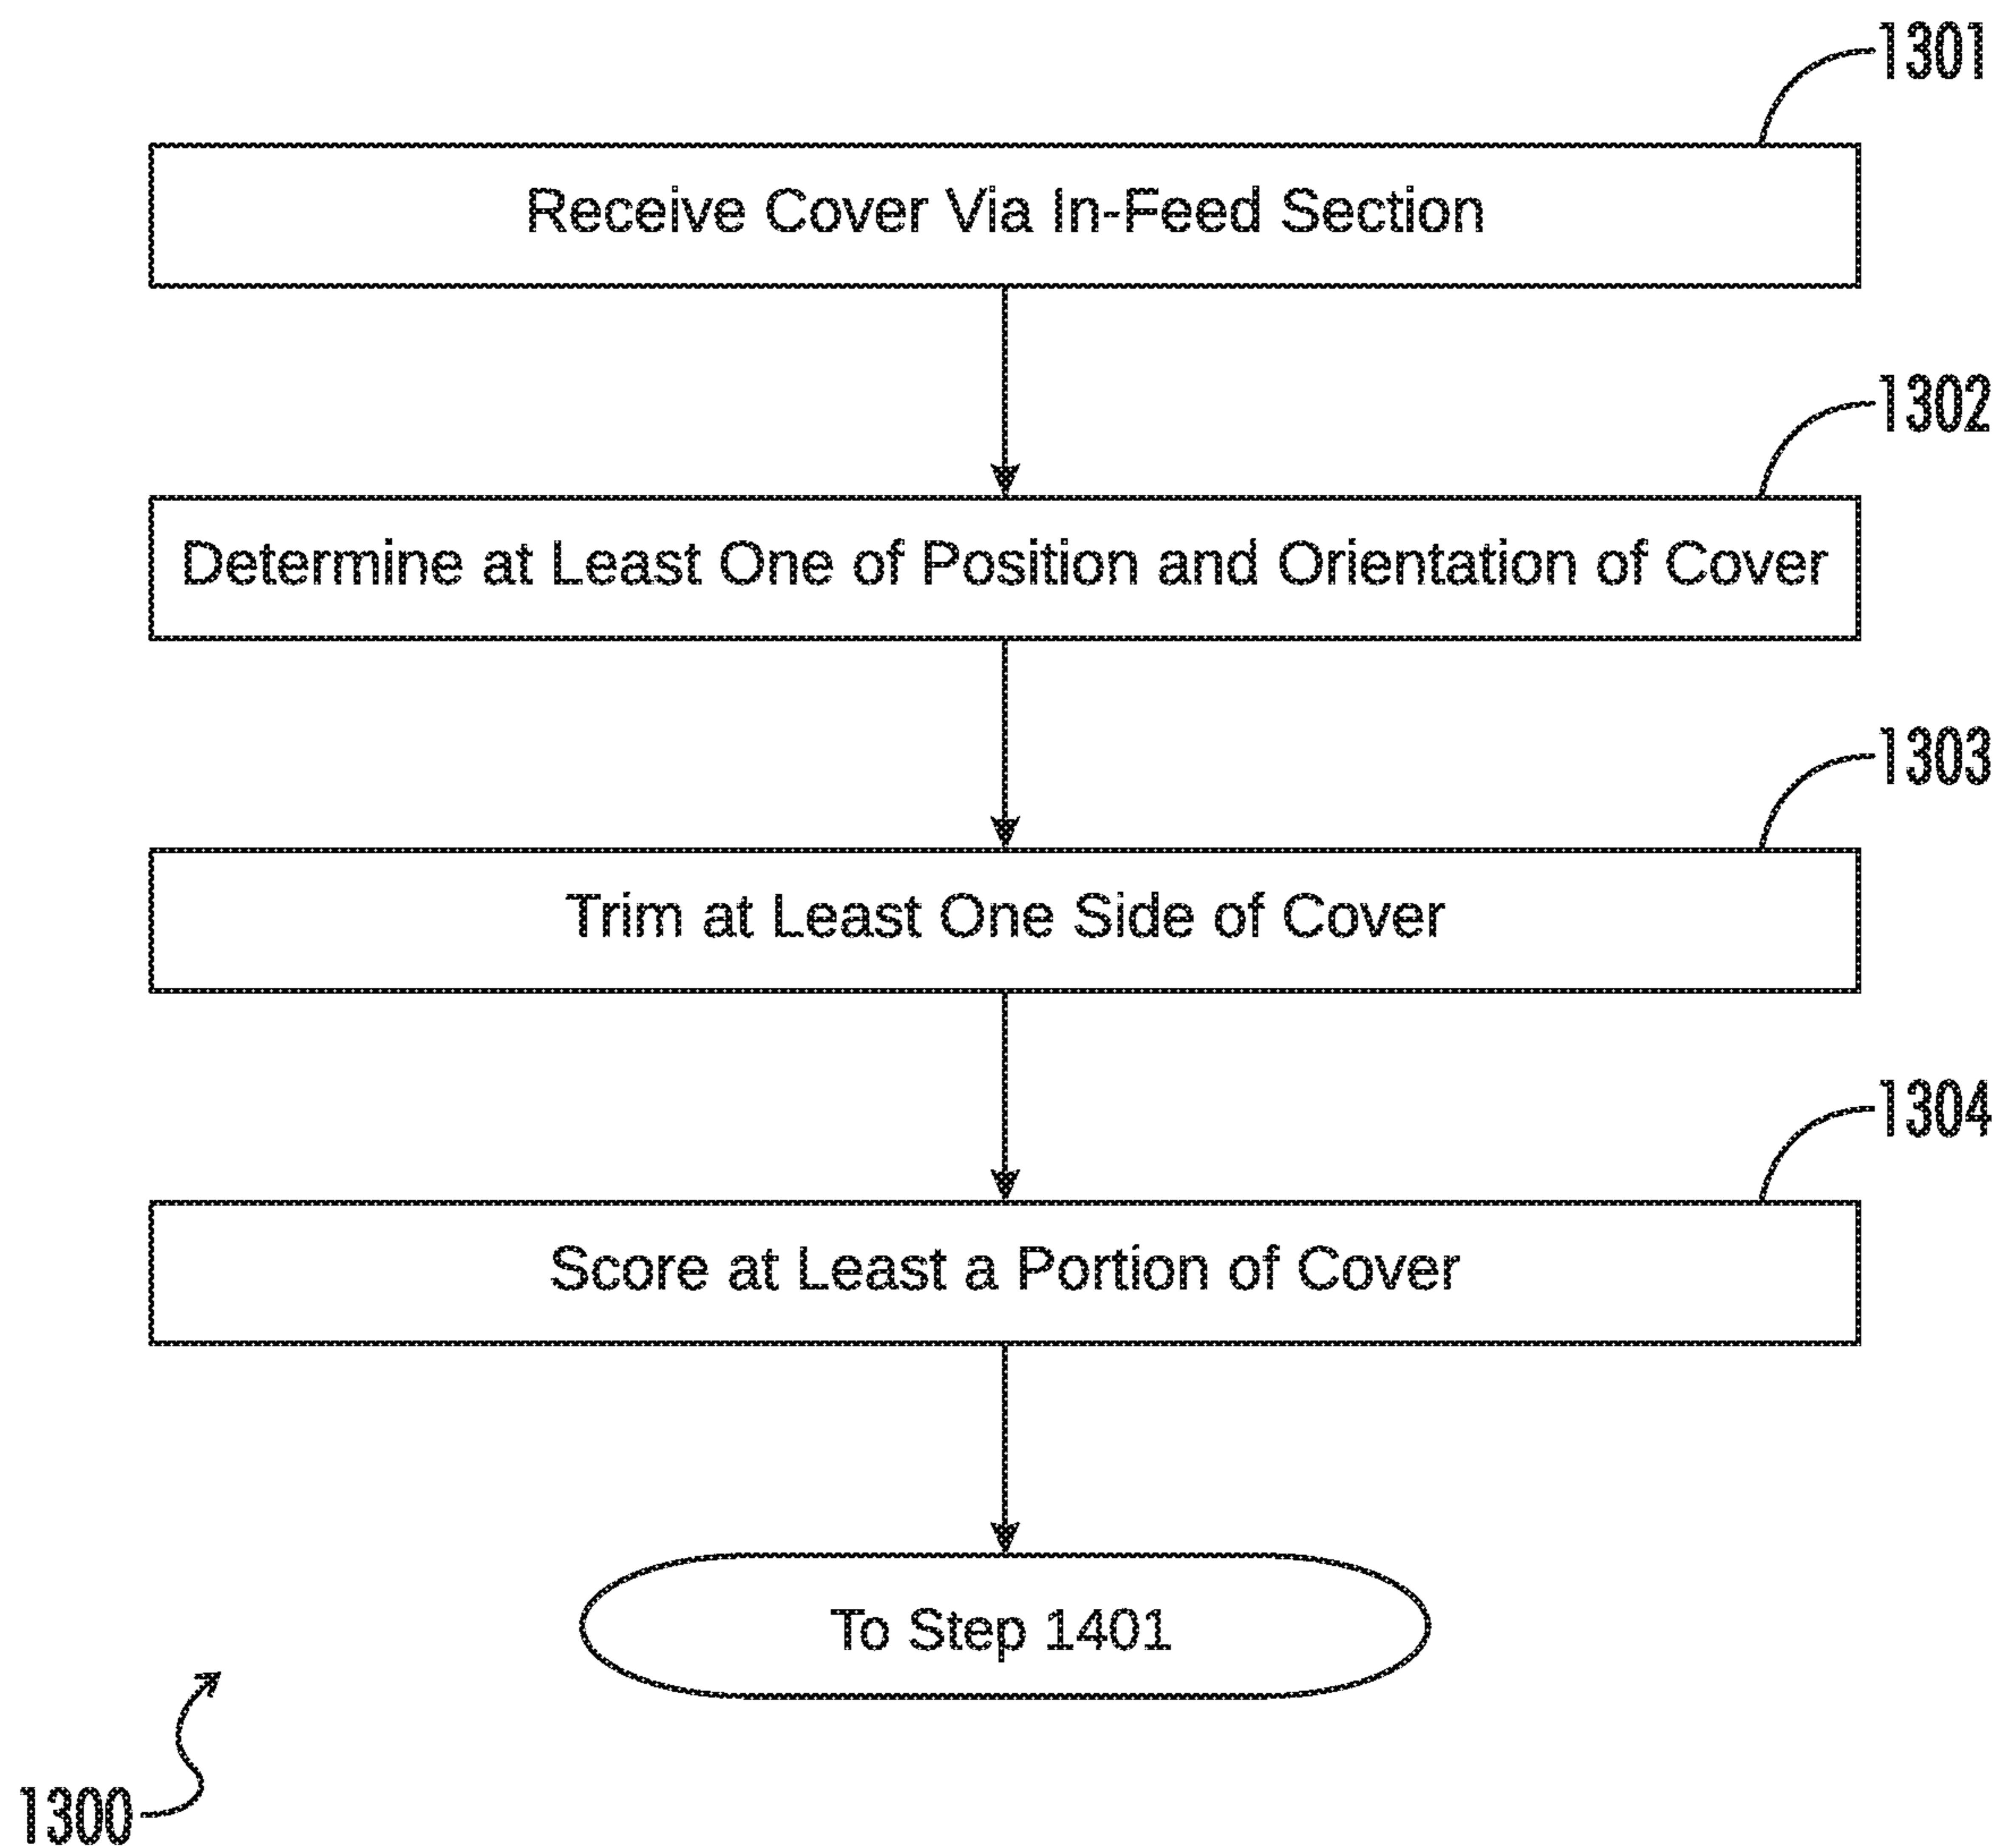 1301
Receive Cover Via In-Feed Section
1302
Determine at Least One of Position and Orientation of Cover
1303
Trim at Least One Side of Cover
1304
Score at Least a Portion of Cover
To Step 1401
1300